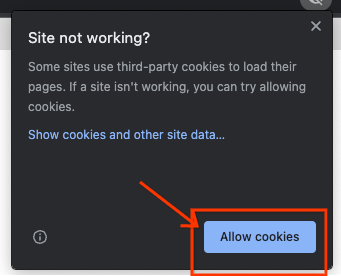 Site not working?
Some sites use third-party cookies to load their
pages. If a site isn't working, you can try allowing
cookies.
Show cookies and other site data...
Allow cookies